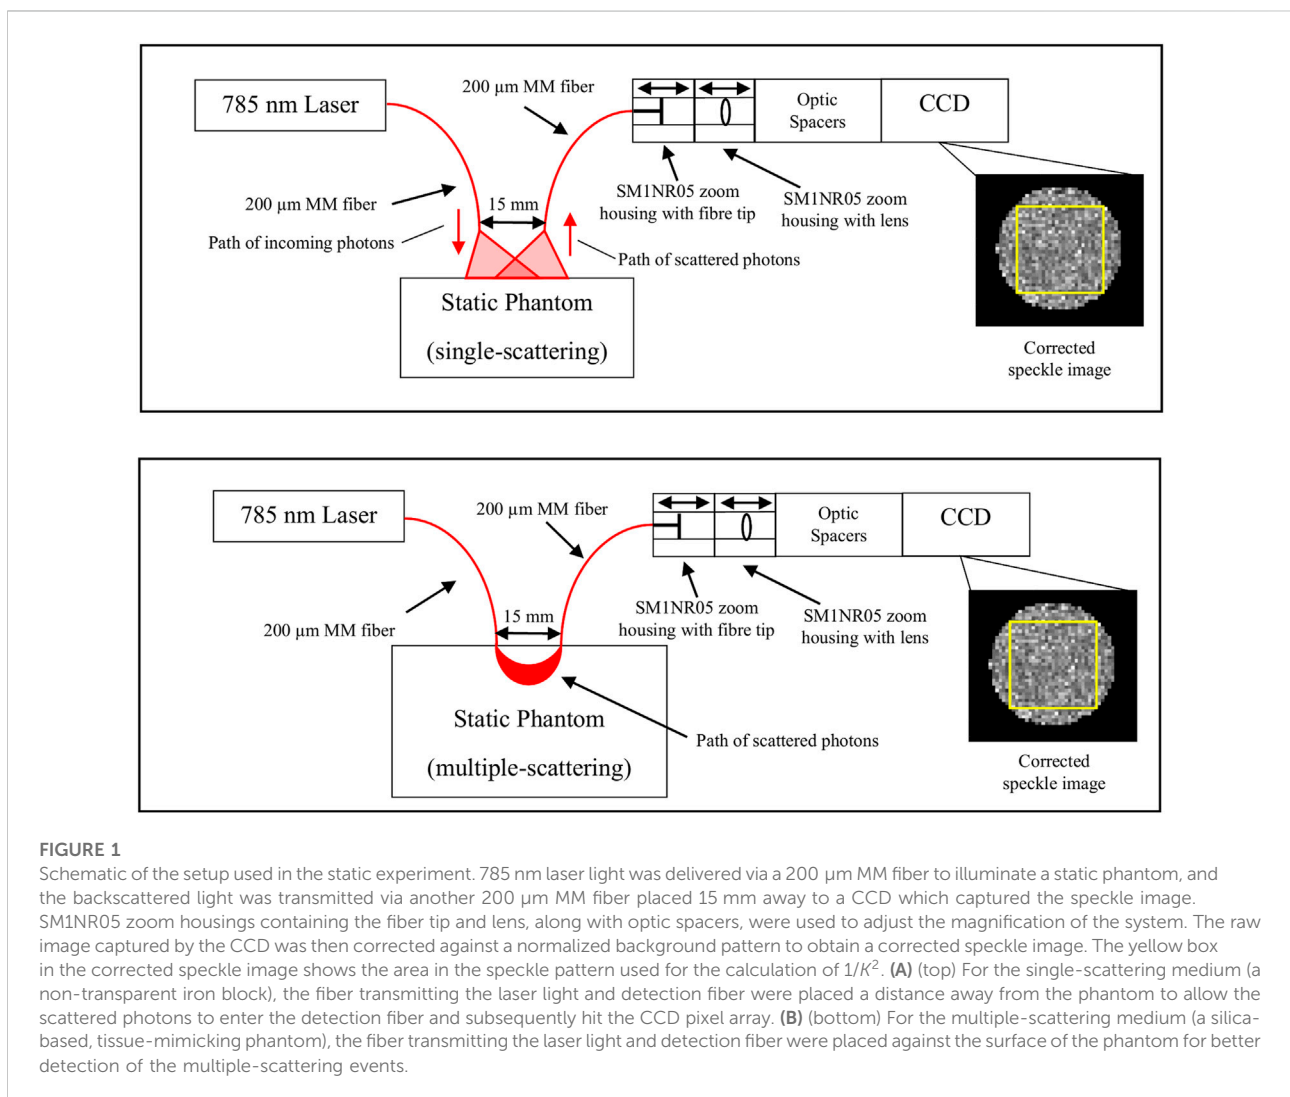 785 nm Laser
200 µm MM fiber
Optic
Spacers
CCD
200 µm MM fiber
15 mm
SM1NR05 zoom
housing with fibre tip
SM1NR05 zoom
housing with lens
Path of incoming photons
Path of scattered photons
Static Phantom
(single-scattering)
Corrected
speckle image
785 nm Laser
200 µm MM fiber
Optic
Spacers
CCD
200 µm MM fiber
15 mm
SM1NR05 zoom
housing with fibre tip
SM1NR05 zoom
housing with lens
Static Phantom
(multiple-scattering)
Path of scattered photons
Corrected
speckle image
FIGURE 1
Schematic of the setup used in the static experiment. 785 nm laser light was delivered via a 200 µm MM fiber to illuminate a static phantom, and
the backscattered light was transmitted via another 200 µm MM fiber placed 15 mm away to a CCD which captured the speckle image.
SM1NR05 zoom housings containing the fiber tip and lens, along with optic spacers, were used to adjust the magnification of the system. The raw
image captured by the CCD was then corrected against a normalized background pattern to obtain a corrected speckle image. The yellow box
in the corrected speckle image shows the area in the speckle pattern used for the calculation of 1/K². (A) (top) For the single-scattering medium (a
non-transparent iron block), the fiber transmitting the laser light and detection fiber were placed a distance away from the phantom to allow the
scattered photons to enter the detection fiber and subsequently hit the CCD pixel array. (B) (bottom) For the multiple-scattering medium (a silica-
based, tissue-mimicking phantom), the fiber transmitting the laser light and detection fiber were placed against the surface of the phantom for better
detection of the multiple-scattering events.